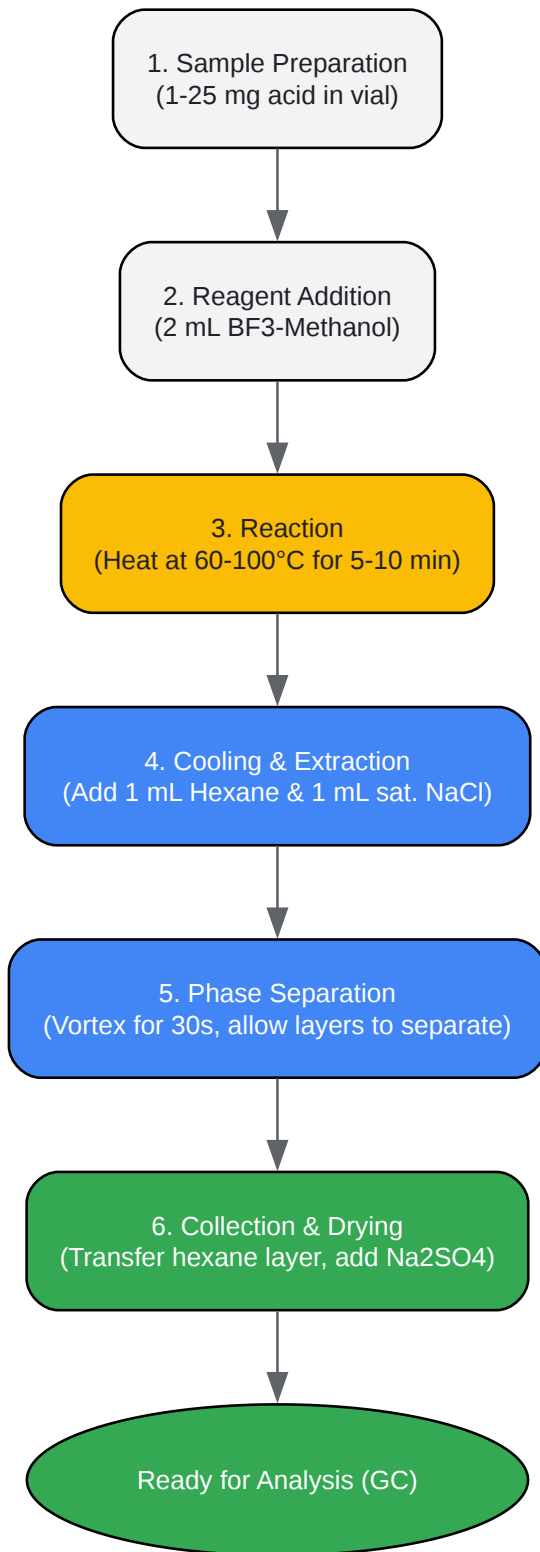 1. Sample Preparation
(1-25 mg acid in vial)
2. Reagent Addition
(2 mL BF3-Methanol)
3. Reaction
(Heat at 60-100°C for 5-10 min)
4. Cooling & Extraction
(Add 1 mL Hexane & 1 mL sat. NaCl)
5. Phase Separation
(Vortex for 30s, allow layers to separate)
6. Collection & Drying
(Transfer hexane layer, add Na2SO4)
Ready for Analysis (GC)